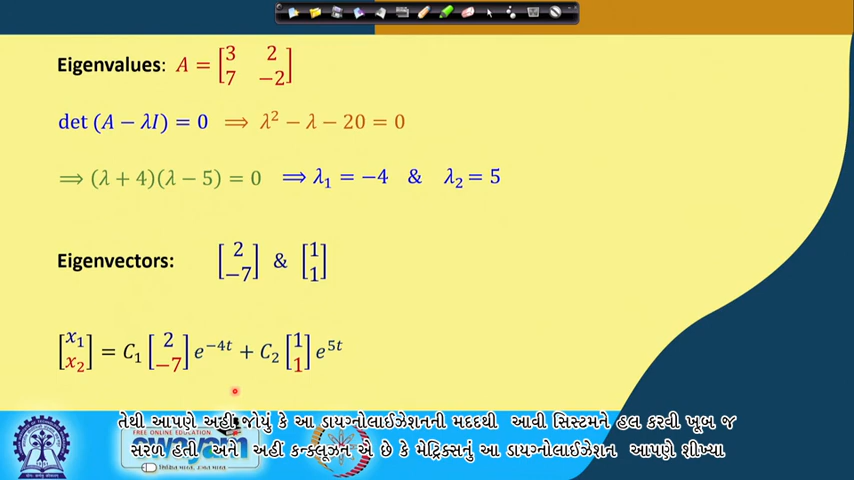 Eigenvalues: A = [3 2; 7 −2]
det (A − λI) = 0 ⟹ λ² − λ − 20 = 0
⟹ (λ + 4)(λ − 5) = 0 ⟹ λ₁ = −4 & λ₂ = 5
Eigenvectors: [2; −7] & [1; 1]
[x₁; x₂] = C₁ [2; −7] e⁻⁴ᵗ + C₂ [1; 1] e⁵ᵗ
તેથી આપણે અહીં જોયું કે આ ડાયગ્નોલાઈઝેશનની મદદથી આવી સિસ્ટમને હલ કરવી ખૂબ જ
સરળ હતી અને અહીં કન્ક્લૂઝન એ છે કે મેટ્રિક્સનું આ ડાયગ્નોલાઈઝેશન આપણે શીખ્યા
FREE ONLINE EDUCATION
swayam